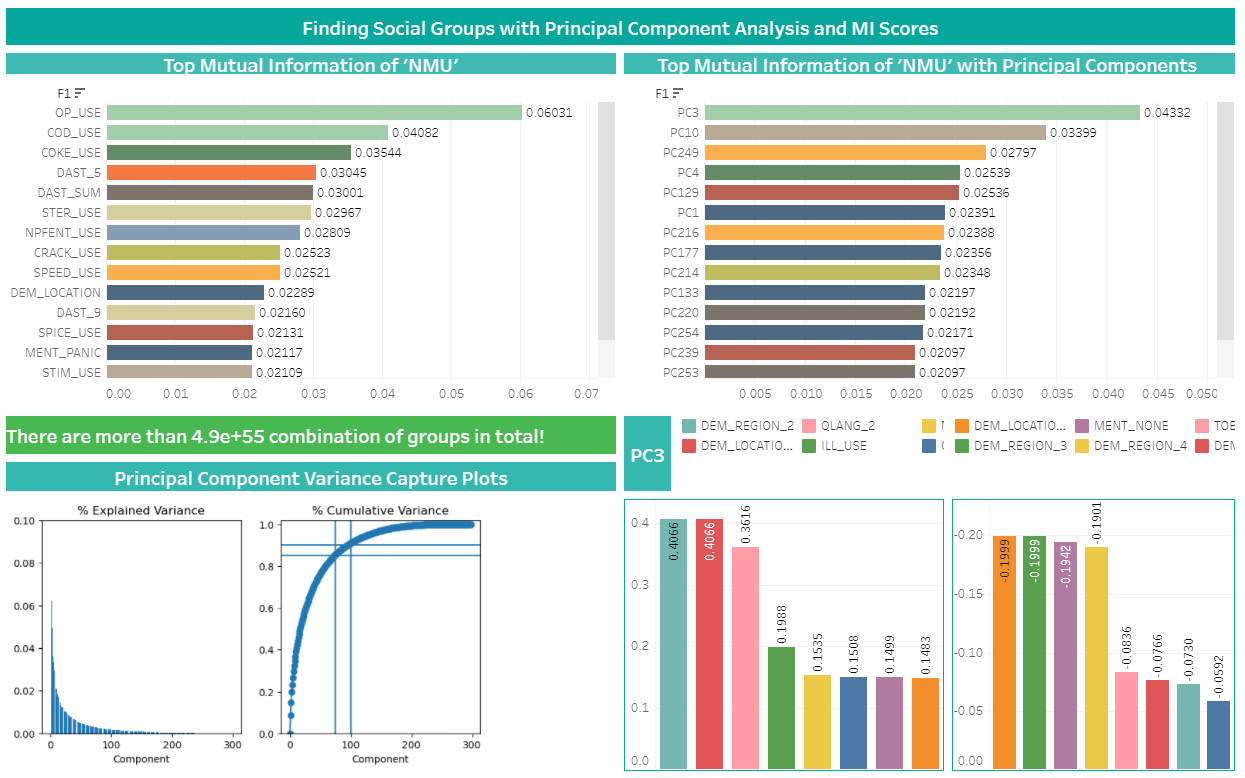 Finding Social Groups with Principal Component Analysis and MI Scores
Top Mutual Information of 'NMU'
F1
OP_USE 0.06031
COD_USE 0.04082
COKE_USE 0.03544
DAST_5 0.03045
DAST_SUM 0.03001
STER_USE 0.02967
NPFENT_USE 0.02809
CRACK_USE 0.02523
SPEED_USE 0.02521
DEM_LOCATION 0.02289
DAST_9 0.02160
SPICE_USE 0.02131
MENT_PANIC 0.02117
STIM_USE 0.02109
0.00 0.01 0.02 0.03 0.04 0.05 0.06 0.07
Top Mutual Information of 'NMU' with Principal Components
F1
PC3 0.04332
PC10 0.03399
PC249 0.02797
PC4 0.02539
PC129 0.02536
PC1 0.02391
PC216 0.02388
PC177 0.02356
PC214 0.02348
PC133 0.02197
PC220 0.02192
PC254 0.02171
PC239 0.02097
PC253 0.02097
0.005 0.010 0.015 0.020 0.025 0.030 0.035 0.040 0.045 0.050
There are more than 4.9e+55 combination of groups in total!
Principal Component Variance Capture Plots
% Explained Variance
0.10
0.08
0.06
0.04
0.02
0.00
0 100 200 300
Component
% Cumulative Variance
1.0
0.8
0.6
0.4
0.2
0.0
0 100 200 300
Component
PC3
DEM_REGION_2 QLANG_2
DEM_LOCATIO... ILL_USE
DEM_LOCATIO... MENT_NONE TOE
DEM_REGION_3 DEM_REGION_4 DEM
0.4
0.3
0.2
0.1
0.0
0.4066 0.4066 0.3616 0.1988 0.1535 0.1508 0.1499 0.1483
-0.20
-0.15
-0.10
-0.05
0.00
-0.1999 -0.1999 -0.1942 -0.1901 -0.0836 -0.0766 -0.0730 -0.0592